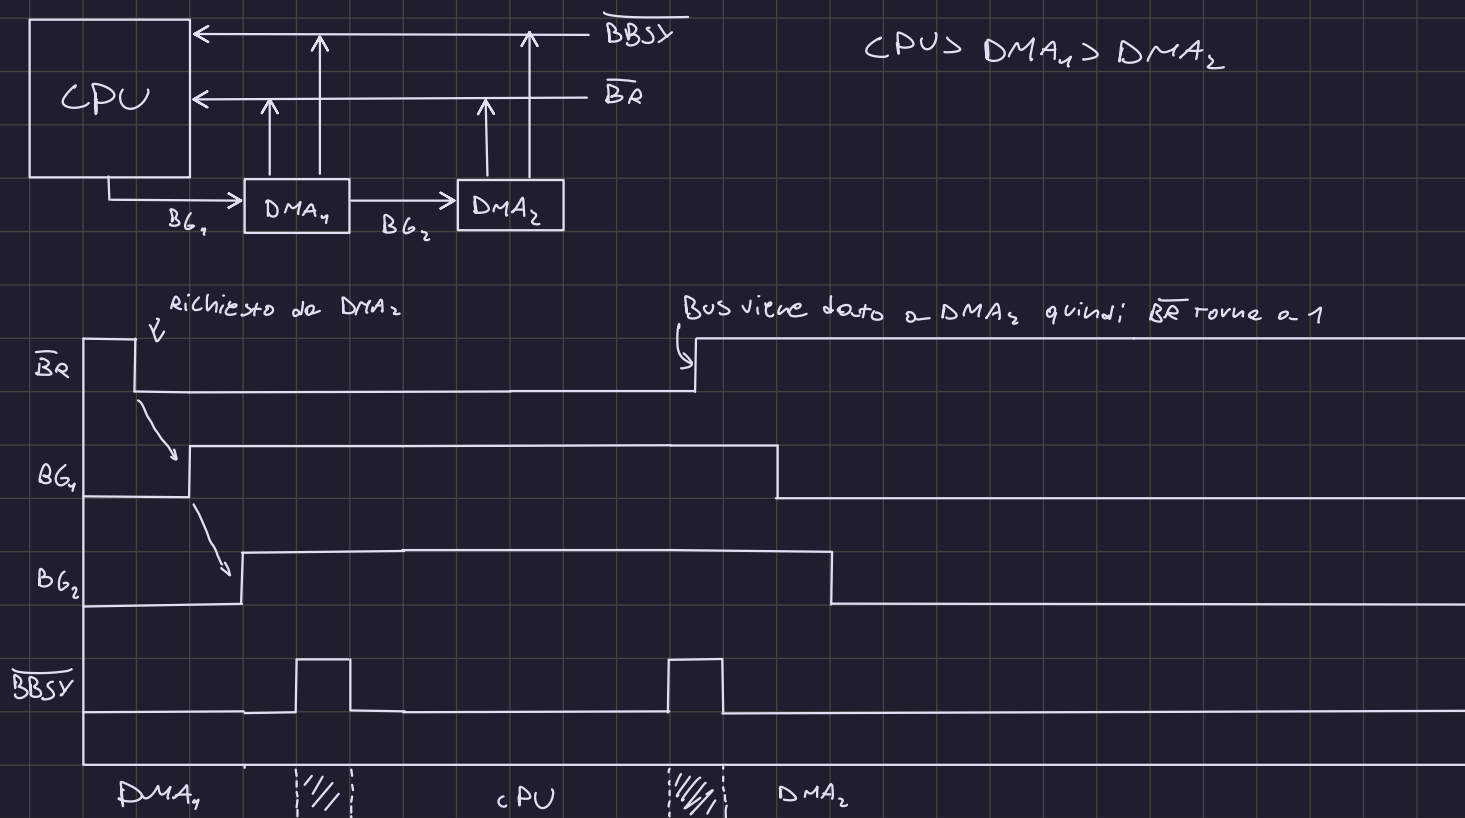 BBSY
CPU > DMA1 > DMA2
CPU
BR
BG1
DMA1
BG2
DMA2
Richiesto da DMA2
Bus viene dato a DMA2 quindi BR torna a 1
BR
BG1
BG2
BBSY
DMA1
CPU
DMA2